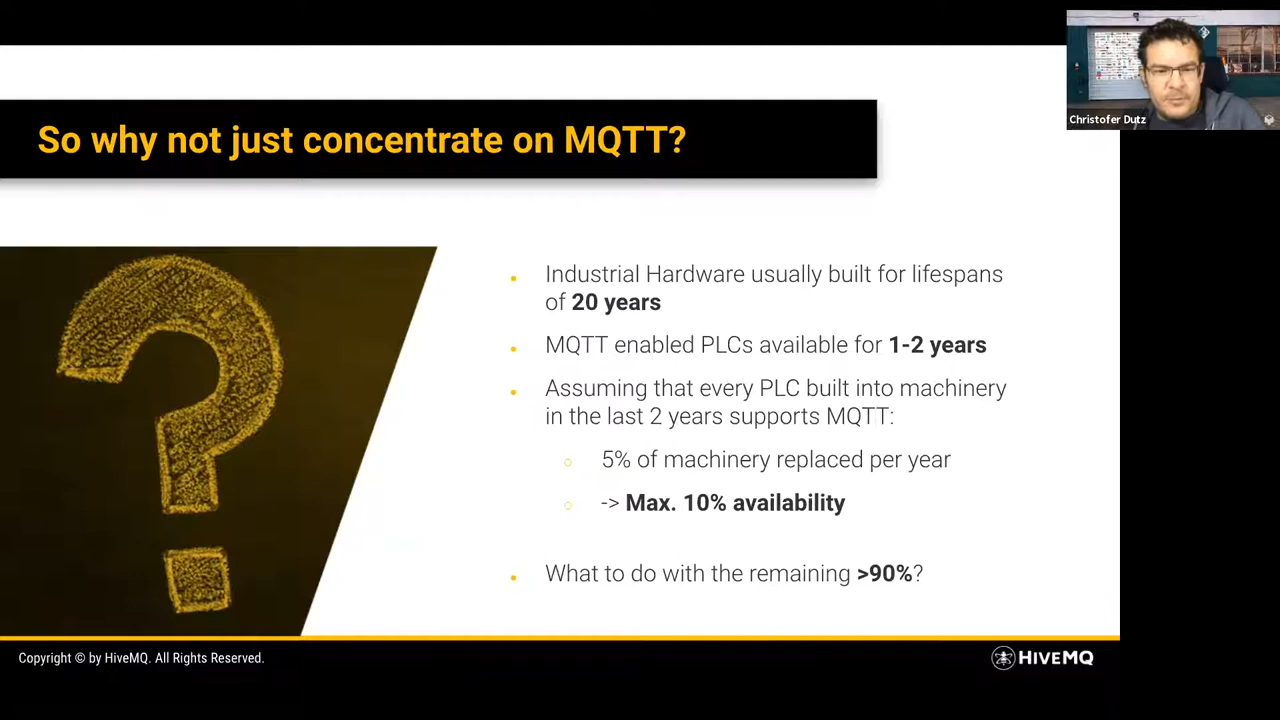 So why not just concentrate on MQTT?
Christofer Dutz
• Industrial Hardware usually built for lifespans
of 20 years
• MQTT enabled PLCs available for 1-2 years
• Assuming that every PLC built into machinery
in the last 2 years supports MQTT:
○ 5% of machinery replaced per year
○ -> Max. 10% availability
• What to do with the remaining >90%?
Copyright © by HiveMQ. All Rights Reserved.
HIVEMQ